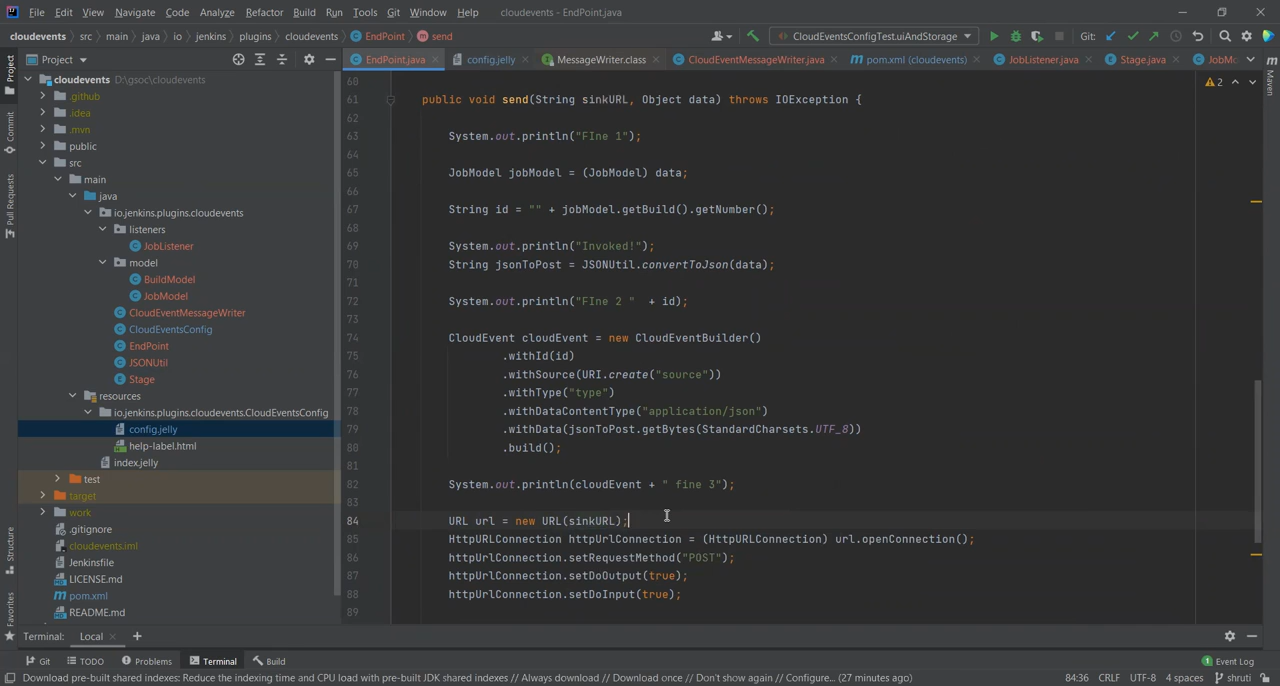 File Edit View Navigate Code Analyze Refactor Build Run Tools Git Window Help cloudevents - EndPoint.java
cloudevents src main java io jenkins plugins cloudevents EndPoint send CloudEventsConfigTest.uiAndStorage Git:
Project EndPoint.java config.jelly MessageWriter.class CloudEventMessageWriter.java pom.xml (cloudevents) JobListener.java Stage.java JobMo
cloudevents D:\gsoc\cloudevents
.github
.idea
.mvn
public
src
main
java
io.jenkins.plugins.cloudevents
listeners
JobListener
model
BuildModel
JobModel
CloudEventMessageWriter
CloudEventsConfig
EndPoint
JSONUtil
Stage
resources
io.jenkins.plugins.cloudevents.CloudEventsConfig
config.jelly
help-label.html
index.jelly
test
target
work
.gitignore
cloudevents.iml
Jenkinsfile
LICENSE.md
pom.xml
README.md
Project
Commit
Pull Requests
Structure
Favorites
Maven
2
60
61 public void send(String sinkURL, Object data) throws IOException {
62
63 System.out.println("FIne 1");
64
65 JobModel jobModel = (JobModel) data;
66
67 String id = "" + jobModel.getBuild().getNumber();
68
69 System.out.println("Invoked!");
70 String jsonToPost = JSONUtil.convertToJson(data);
71
72 System.out.println("FIne 2 " + id);
73
74 CloudEvent cloudEvent = new CloudEventBuilder()
75 .withId(id)
76 .withSource(URI.create("source"))
77 .withType("type")
78 .withDataContentType("application/json")
79 .withData(jsonToPost.getBytes(StandardCharsets.UTF_8))
80 .build();
81
82 System.out.println(cloudEvent + " fine 3");
83
84 URL url = new URL(sinkURL);
85 HttpURLConnection httpUrlConnection = (HttpURLConnection) url.openConnection();
86 httpUrlConnection.setRequestMethod("POST");
87 httpUrlConnection.setDoOutput(true);
88 httpUrlConnection.setDoInput(true);
89
Terminal: Local
Git TODO Problems Terminal Build 1 Event Log
Download pre-built shared indexes: Reduce the indexing time and CPU load with pre-built JDK shared indexes // Always download // Download once // Don't show again // Configure... (27 minutes ago) 84:36 CRLF UTF-8 4 spaces shruti